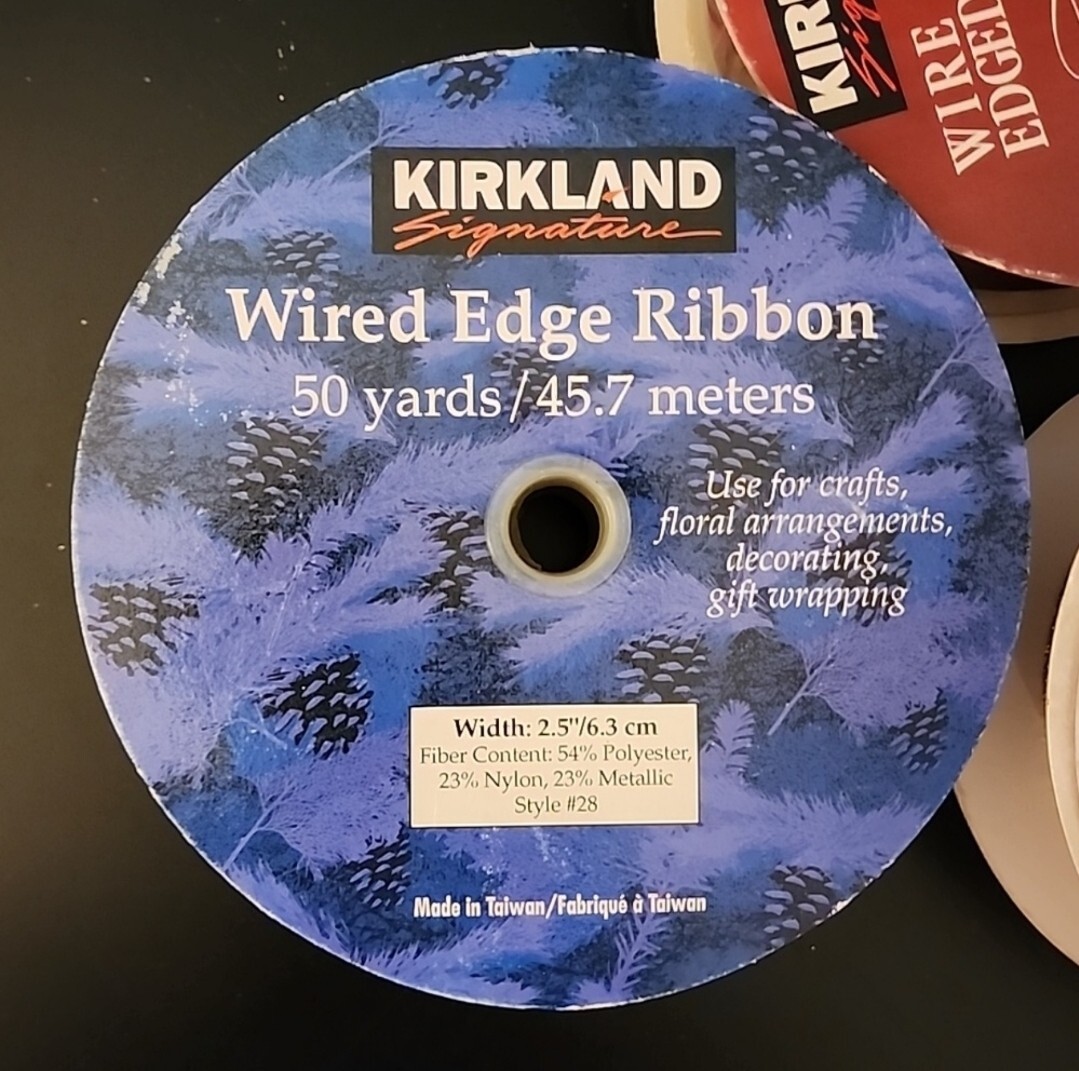 KIRKLAND
Signature
Wired Edge Ribbon
50 yards/45.7 meters
Use for crafts,
floral arrangements,
decorating,
gift wrapping
Width: 2.5"/6.3 cm
Fiber Content: 54% Polyester,
23% Nylon, 23% Metallic
Style #28
Made in Taiwan/Fabriqué à Taiwan
WIRE
EDGED